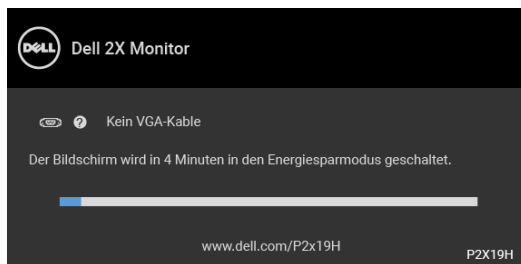 DELL
Dell 2X Monitor
Kein VGA-Kable
Der Bildschirm wird in 4 Minuten in den Energiesparmodus geschaltet.
www.dell.com/P2x19H
P2X19H